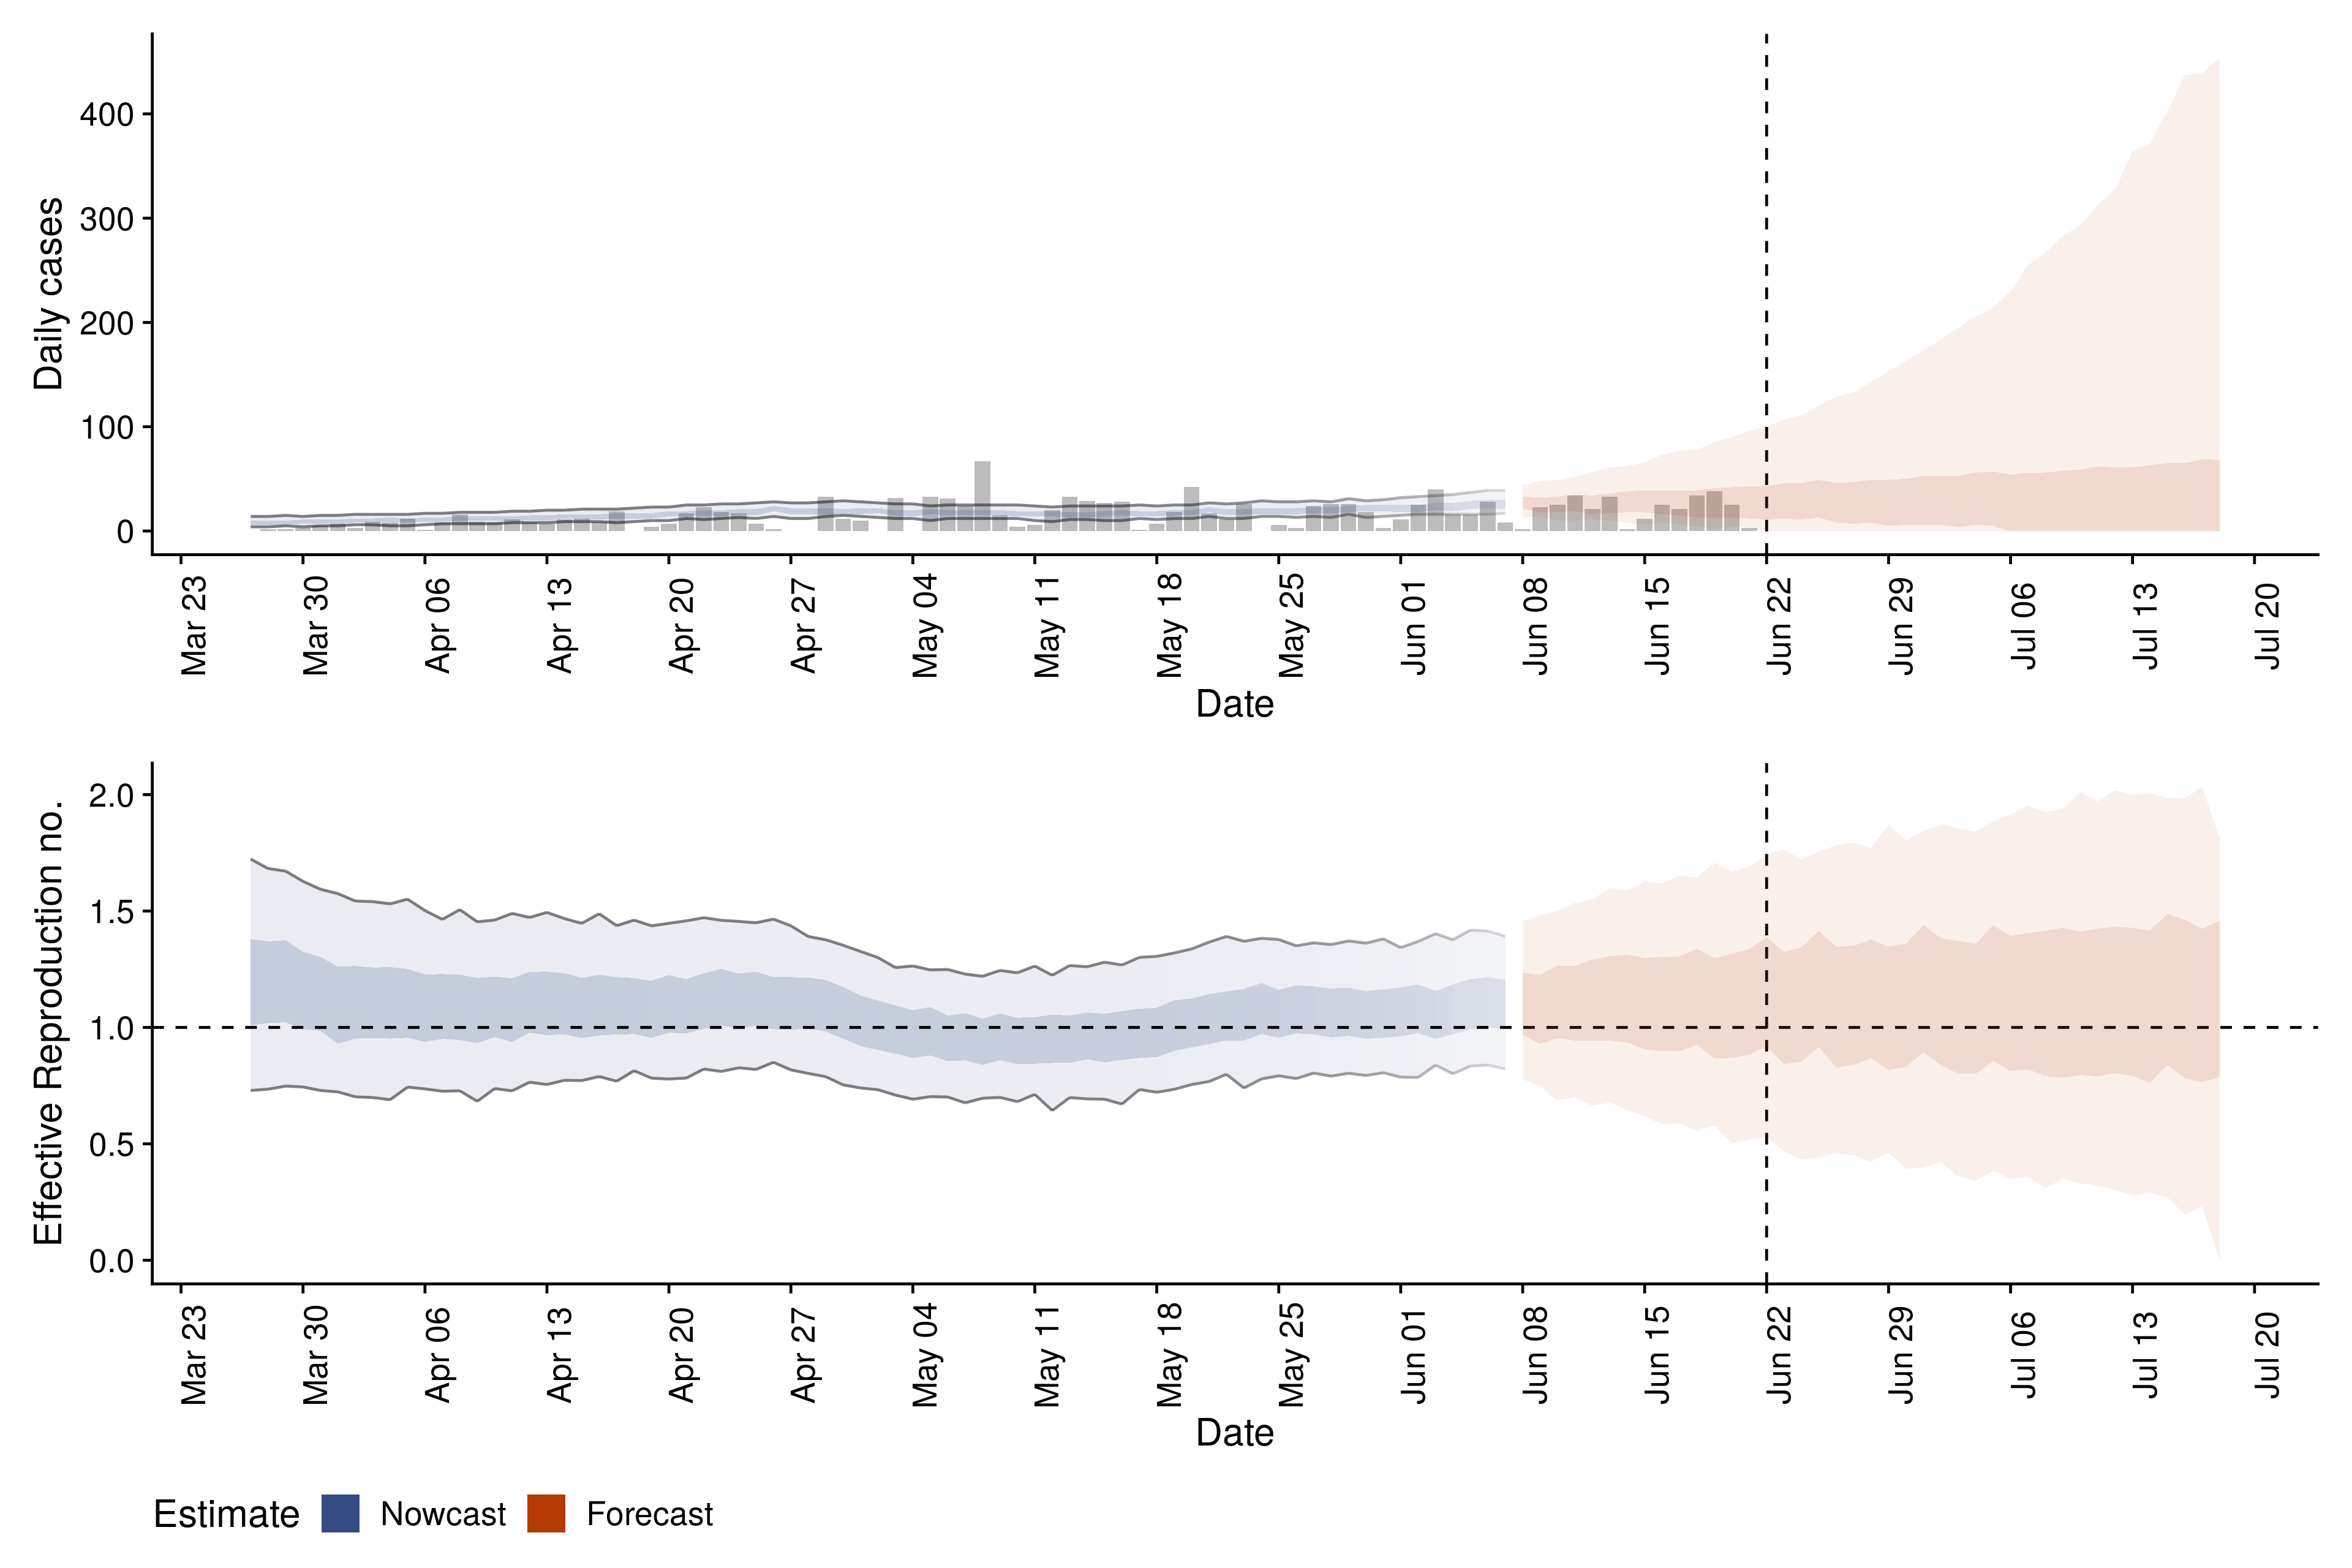 Daily cases
400
300
200
100
0
Mar 23
Mar 30
Apr 06
Apr 13
Apr 20
Apr 27
May 04
May 11
May 18
May 25
Jun 01
Jun 08
Jun 15
Jun 22
Jun 29
Jul 06
Jul 13
Jul 20
Date
Effective Reproduction no.
2.0
1.5
1.0
0.5
0.0
Mar 23
Mar 30
Apr 06
Apr 13
Apr 20
Apr 27
May 04
May 11
May 18
May 25
Jun 01
Jun 08
Jun 15
Jun 22
Jun 29
Jul 06
Jul 13
Jul 20
Date
Estimate Nowcast Forecast